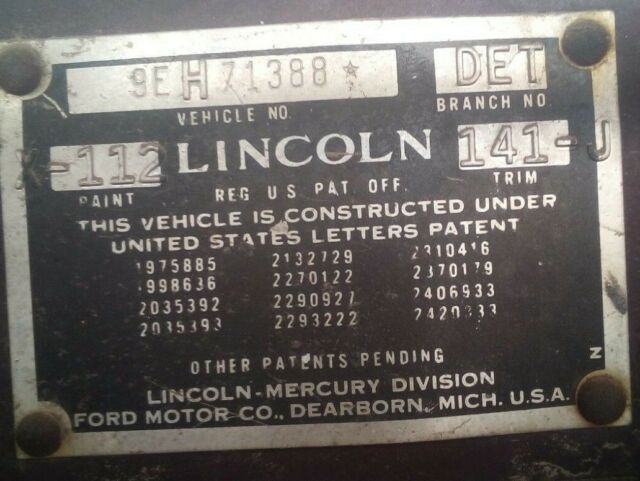 9EH71388★ DET
VEHICLE NO. BRANCH NO.
X-112 LINCOLN 141-J
PAINT REG U S PAT. OFF. TRIM
THIS VEHICLE IS CONSTRUCTED UNDER
UNITED STATES LETTERS PATENT
1975885 2132729 2310416
1998636 2270122 2370179
2035392 2290927 2406933
2035393 2293222 2420333
OTHER PATENTS PENDING
N
LINCOLN-MERCURY DIVISION
FORD MOTOR CO., DEARBORN, MICH. U.S.A.